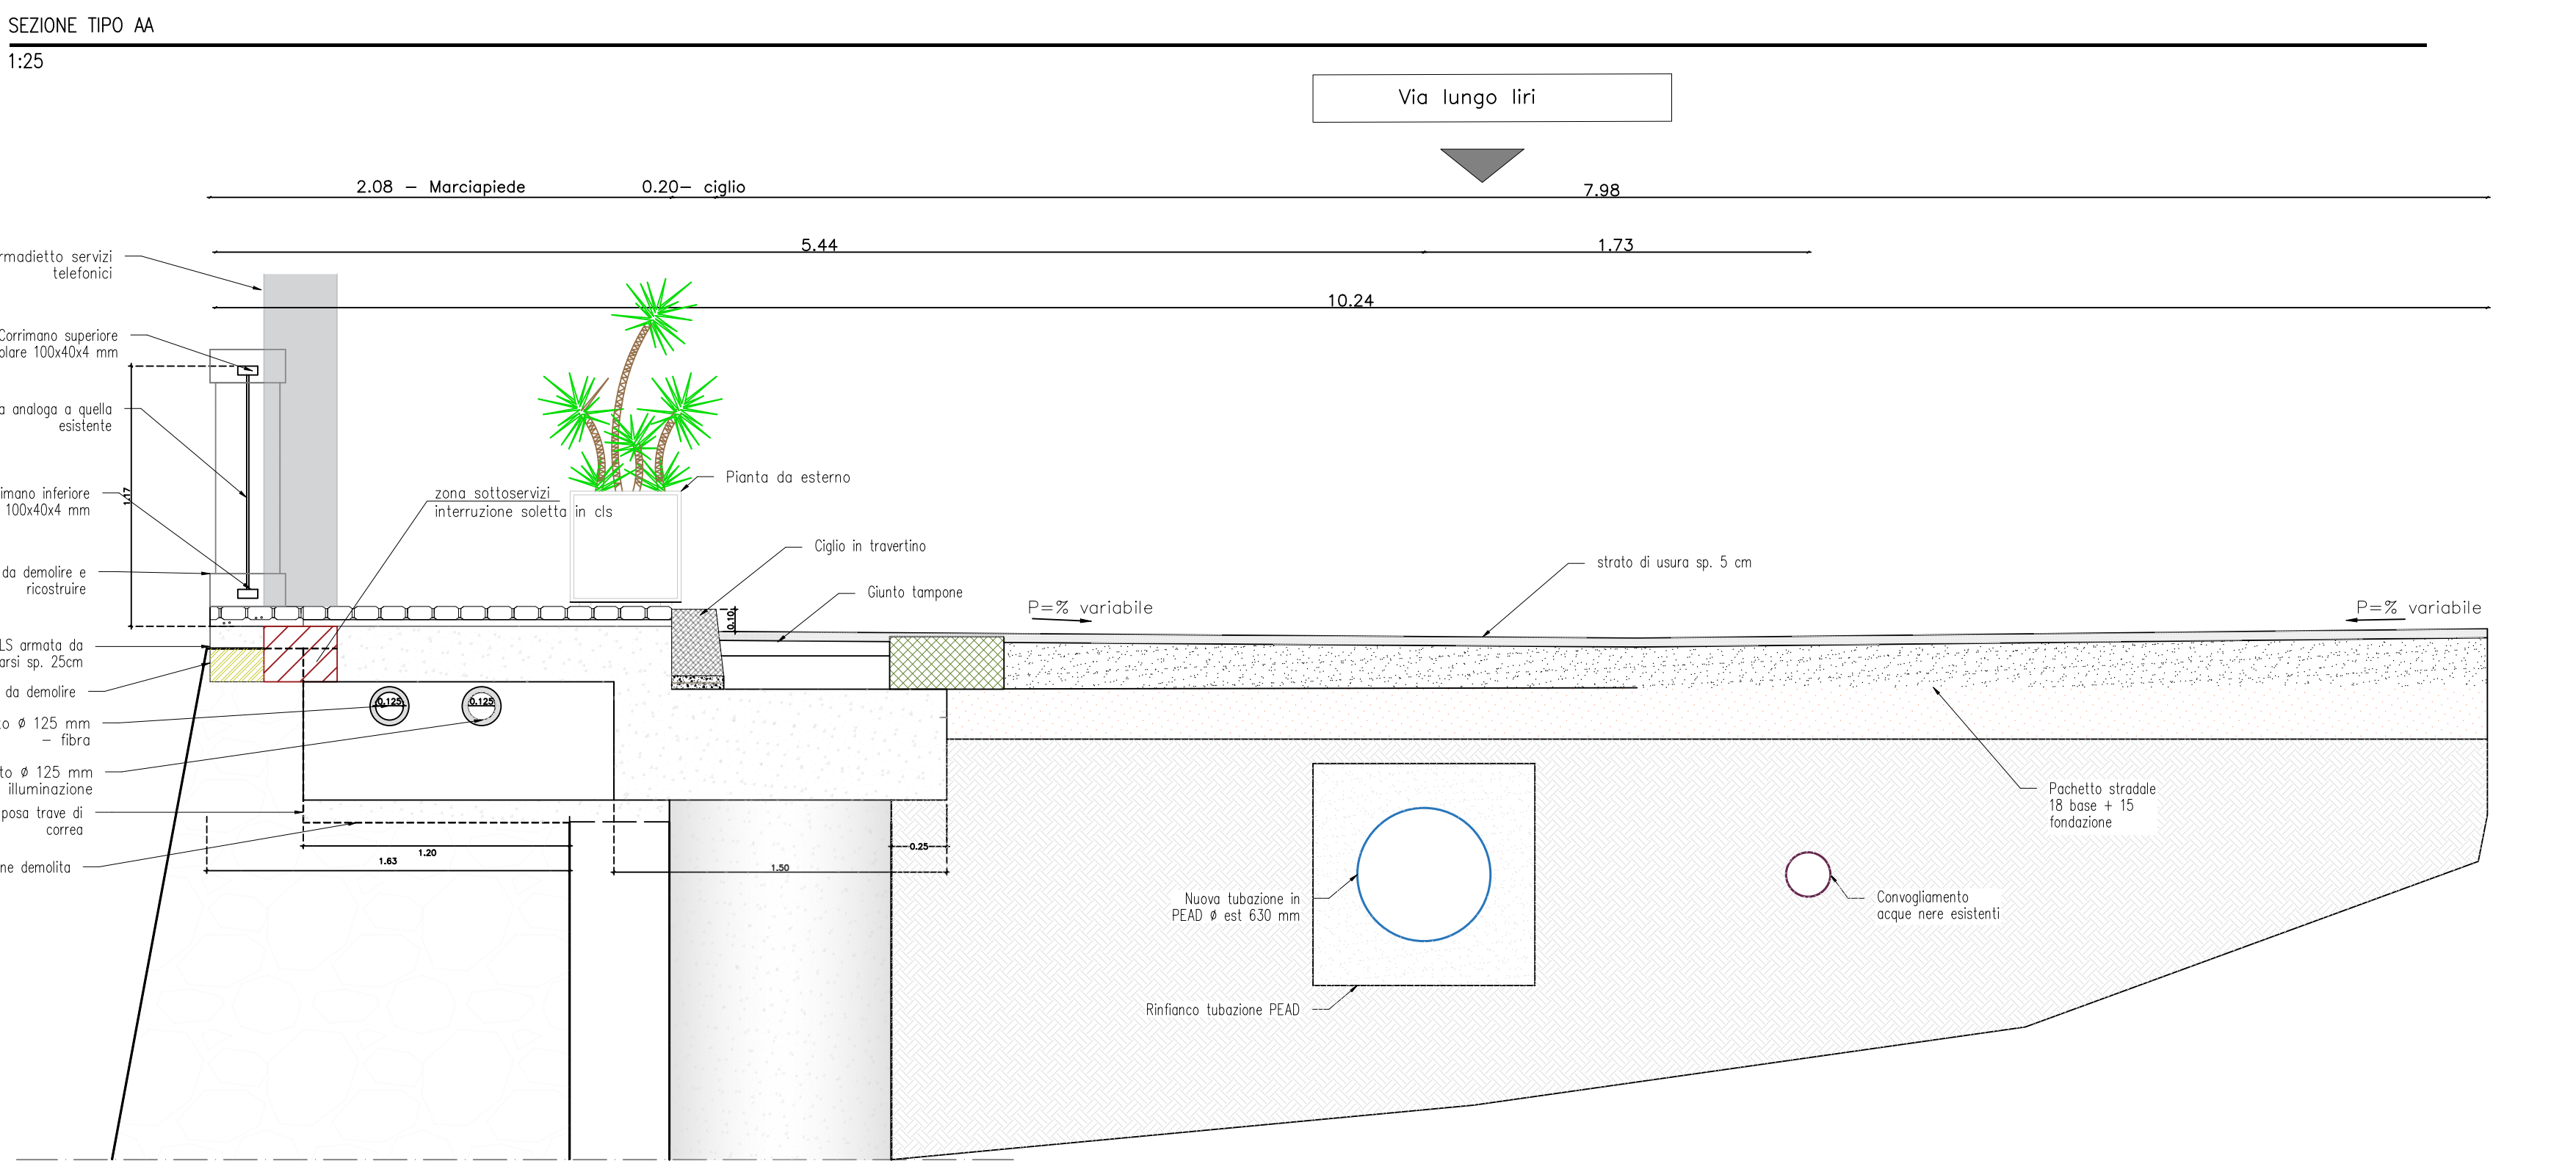 SEZIONE TIPO AA
1:25
Via lungo liri
2.08 – Marciapiede
0.20– ciglio
7.98
5.44
1.73
10.24
rmadietto servizi
telefonici
Corrimano superiore
olare 100x40x4 mm
a analoga a quella
esistente
1.17
imano inferiore
100x40x4 mm
da demolire e
ricostruire
LS armata da
arsi sp. 25cm
da demolire
to ø 125 mm
– fibra
to ø 125 mm
illuminazione
posa trave di
correa
ne demolita
zona sottoservizi
interruzione soletta in cls
Pianta da esterno
Ciglio in travertino
Giunto tampone
0.10
P=% variabile
strato di usura sp. 5 cm
P=% variabile
0.125
0.125
1.20
1.63
1.50
0.25
Nuova tubazione in
PEAD ø est 630 mm
Rinfianco tubazione PEAD
Convogliamento
acque nere esistenti
Pachetto stradale
18 base + 15
fondazione